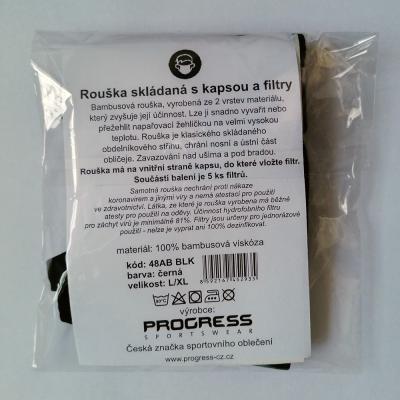 Rouška skládaná s kapsou a filtry
Bambusová rouška, vyrobená ze 2 vrstev materiálu,
který zvyšuje její účinnost. Lze ji snadno vyvařit nebo
přežehlit napařovací žehličkou na velmi vysokou
teplotu. Rouška je klasického skládaného
obdelníkového střihu, chrání nosní a ústní část
obličeje. Zavazování nad ušima a pod bradou.
Rouška má na vnitřní straně kapsu, do které vložíte filtr.
Součástí balení je 5 ks filtrů.
Samotná rouška nechrání proti nákaze
koronavirem a jinými viry a nemá atestaci pro použití
ve zdravotnictví. Látka, ze které je rouška vyrobena má běžné
atesty pro použití na oděvy. Účinnost hydrofobního filtru
pro záchyt virů je minimálně 81%. Filtry jsou určeny pro jednorázové
použití - nelze je vyprat ani 100% dezinfikovat.
materiál: 100% bambusová viskóza
kód: 48AB BLK
barva: černá
velikost: L/XL
8592167452933
výrobce:
PROGRESS
SPORTSWEAR
Česká značka sportovního oblečení
www.progress-cz.cz